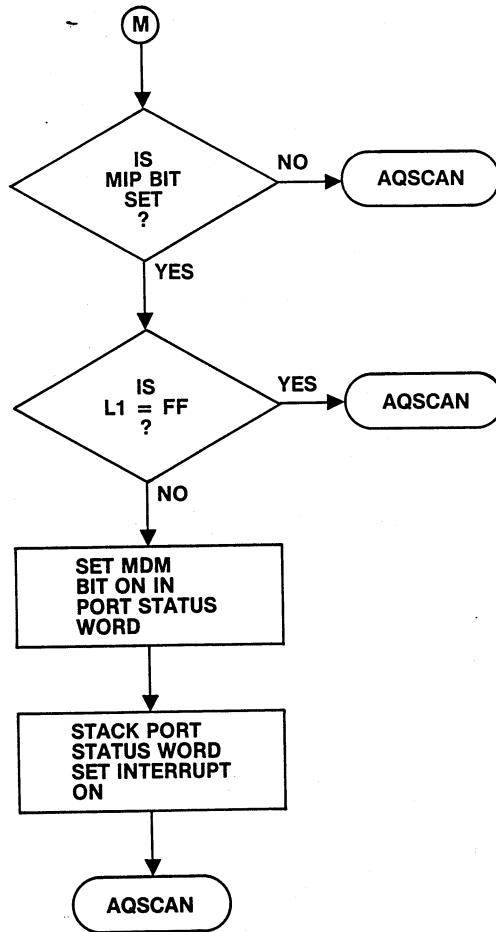 M
IS
MIP BIT
SET
?
NO
AQSCAN
YES
IS
L1 = FF
?
YES
AQSCAN
NO
SET MDM
BIT ON IN
PORT STATUS
WORD
STACK PORT
STATUS WORD
SET INTERRUPT
ON
AQSCAN